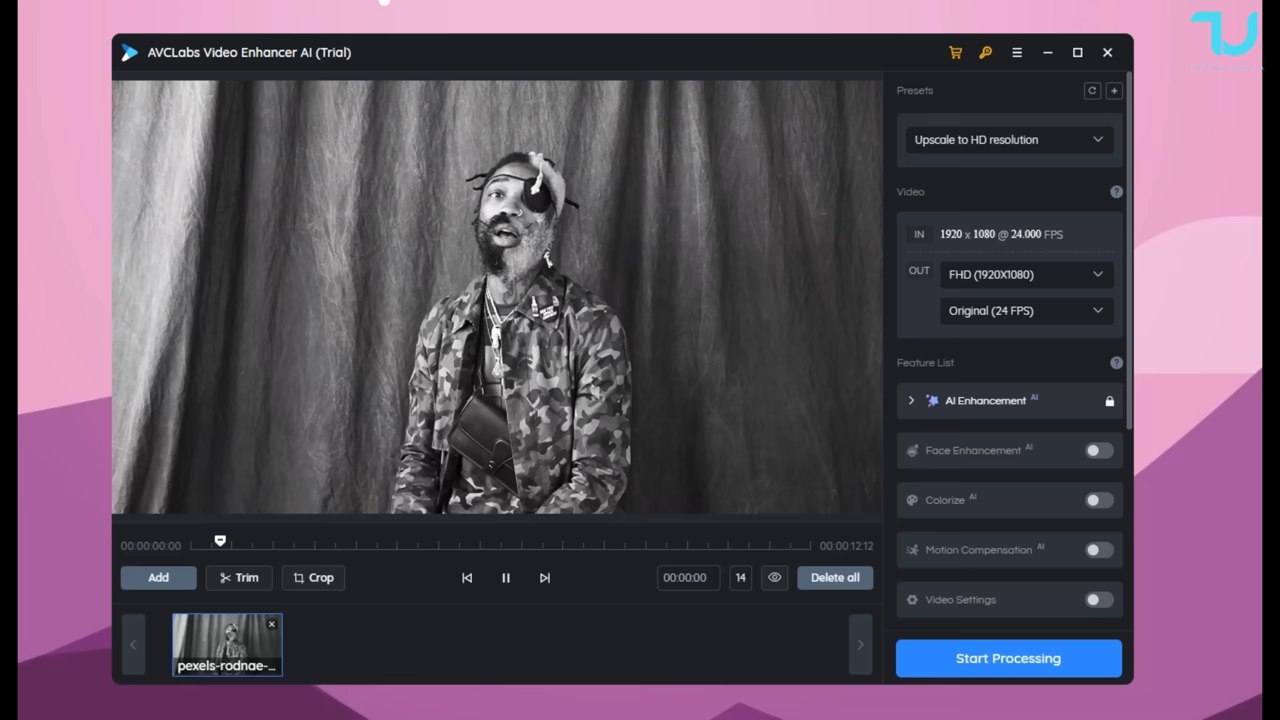 AVCLabs Video Enhancer AI (Trial)
Presets
Upscale to HD resolution
Video
IN 1920 x 1080 @ 24.000 FPS
OUT FHD (1920X1080)
Original (24 FPS)
Feature List
AI Enhancement AI
Face Enhancement AI
Colorize AI
Motion Compensation AI
Video Settings
Start Processing
00:00:00:00
00:00:12:12
Add
Trim
Crop
00:00:00
14
Delete all
pexels-rodnae-...